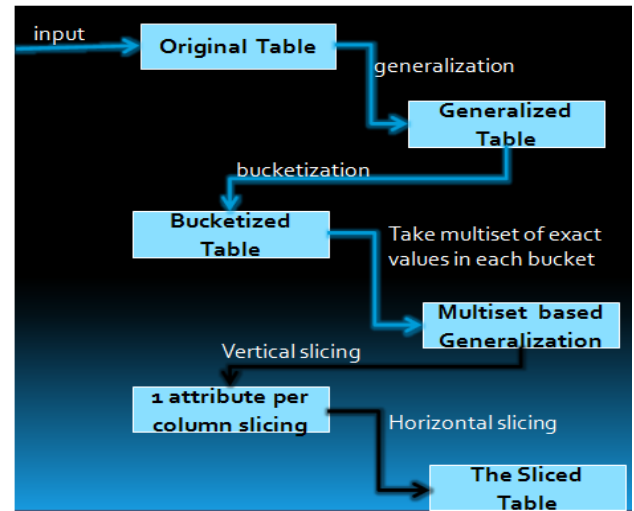 input
Original Table
generalization
Generalized
Table
bucketization
Bucketized
Table
Take multiset of exact
values in each bucket
Multiset based
Generalization
Vertical slicing
1 attribute per
column slicing
Horizontal slicing
The Sliced
Table